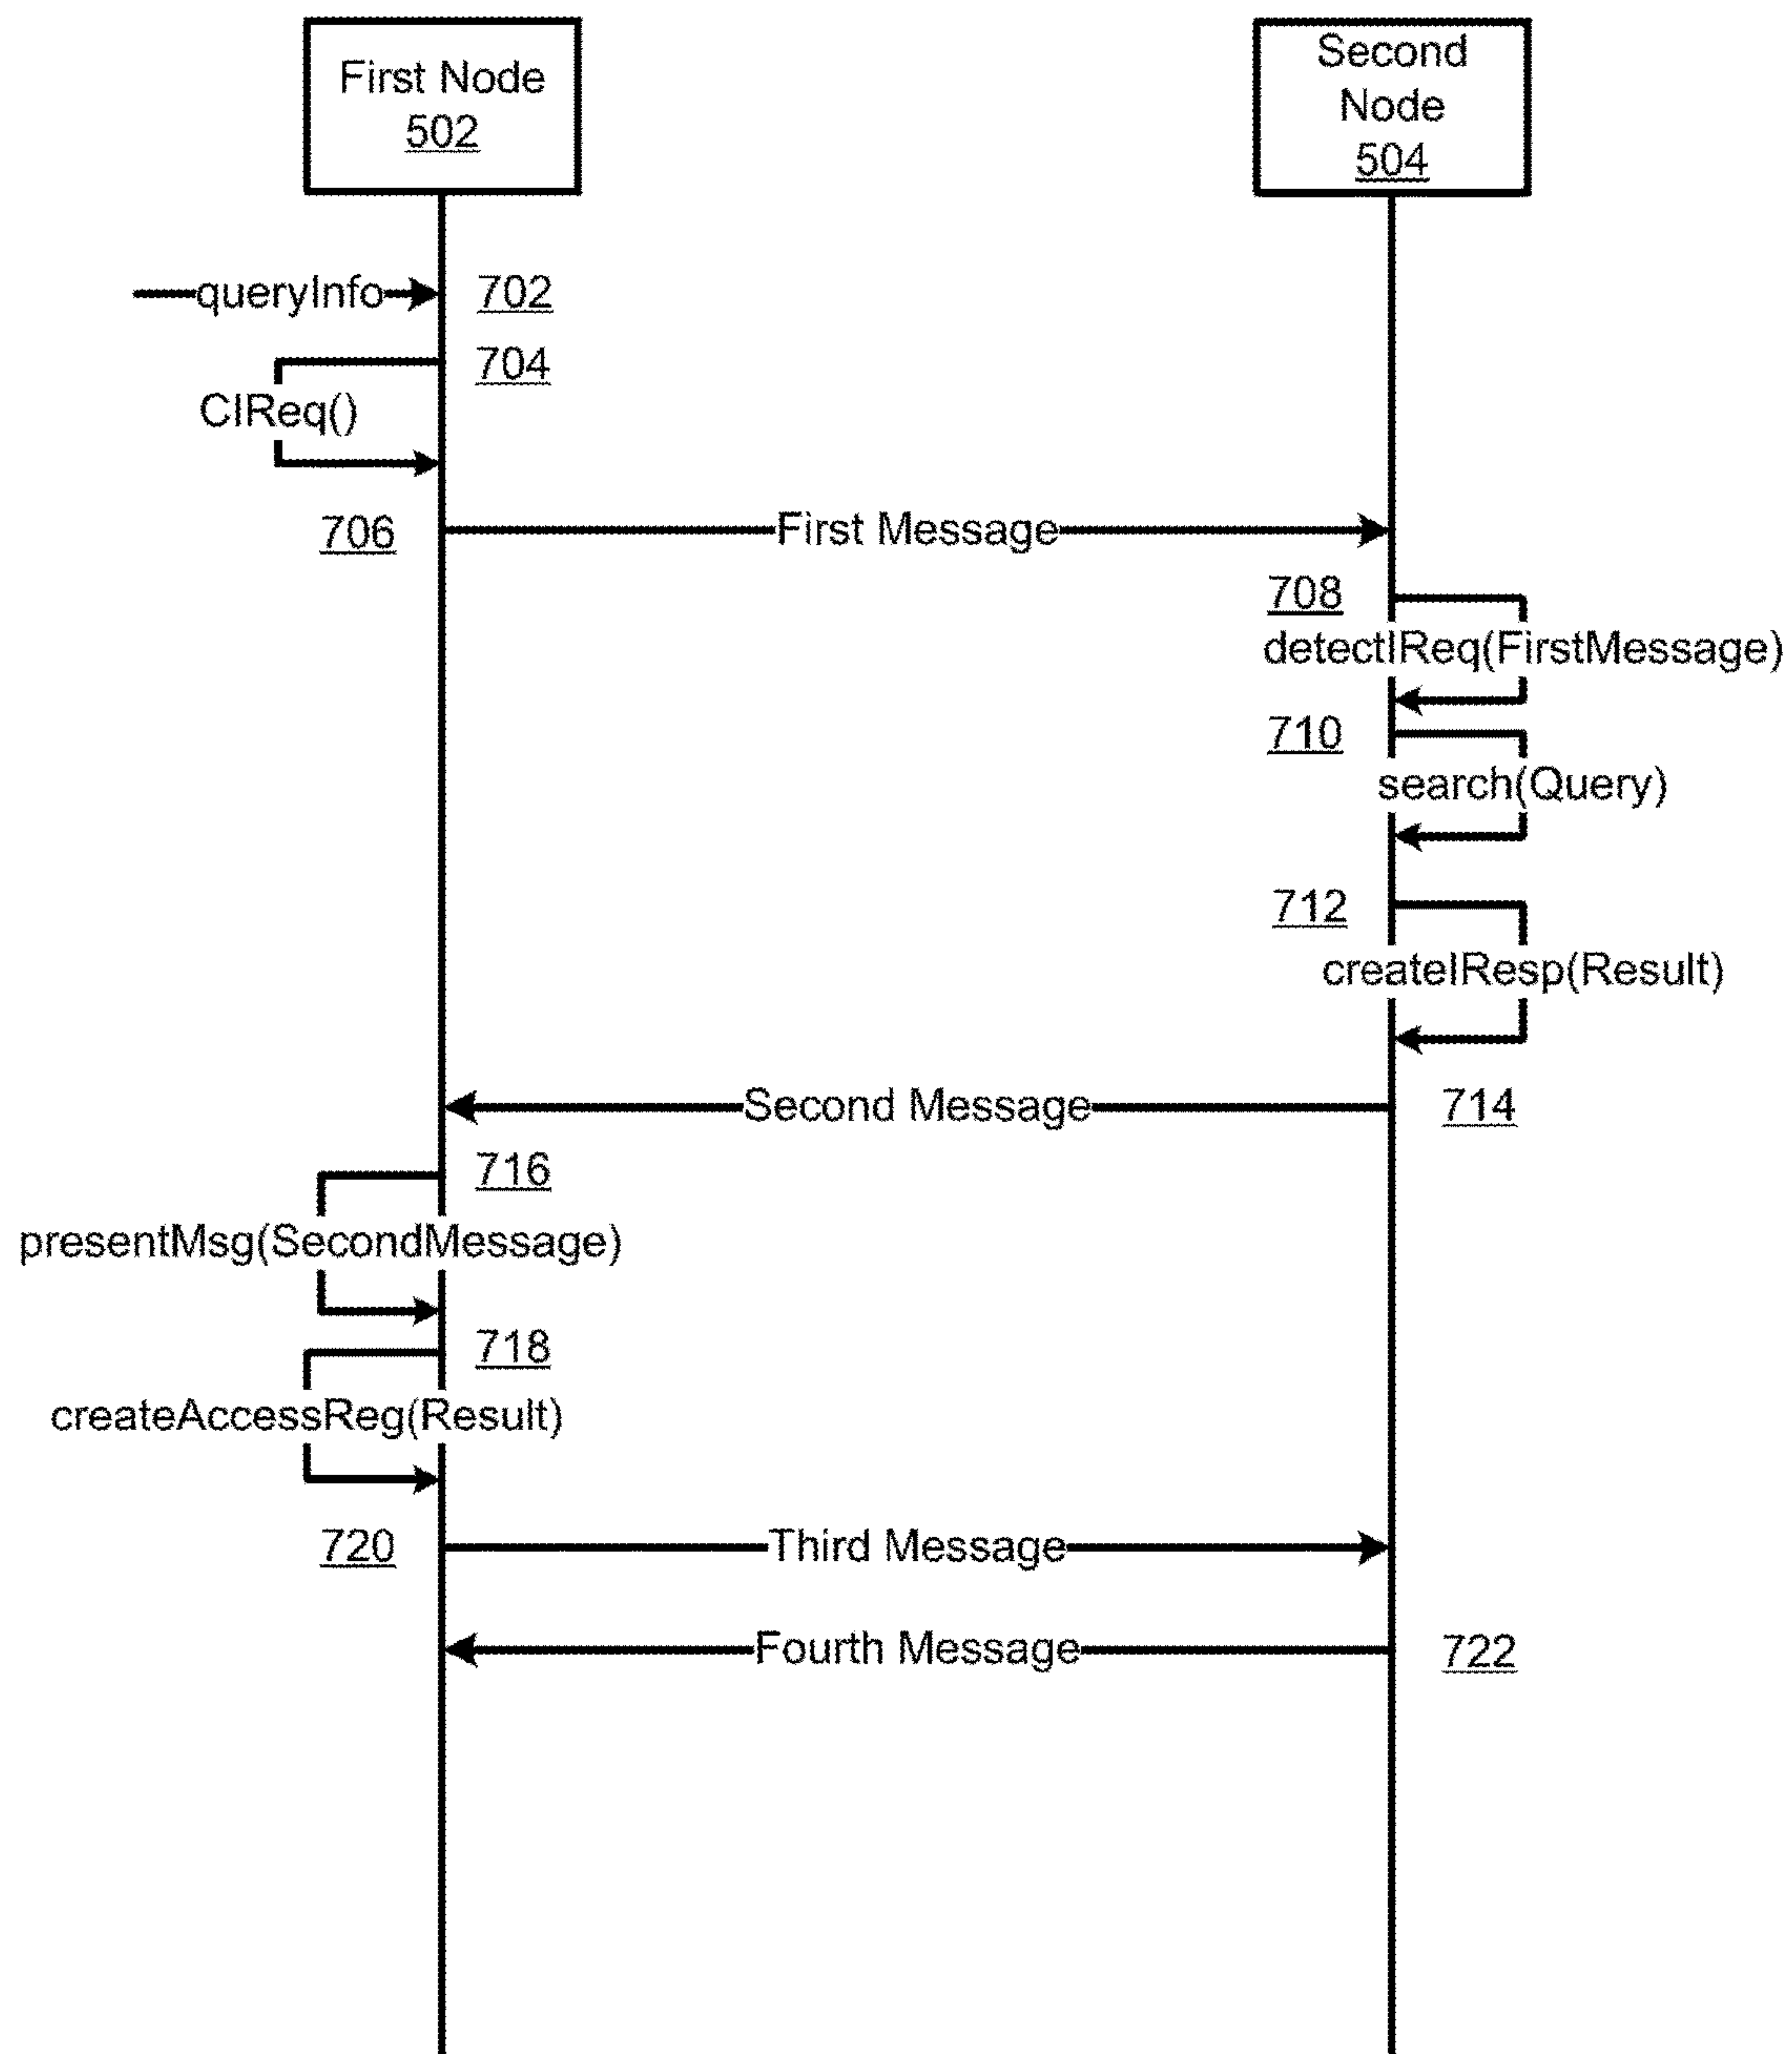 First Node
502
Second
Node
504
queryInfo
702
704
CIReq()
706
First Message
708
detectIReq(FirstMessage)
710
search(Query)
712
createIResp(Result)
Second Message
714
716
presentMsg(SecondMessage)
718
createAccessReg(Result)
720
Third Message
Fourth Message
722